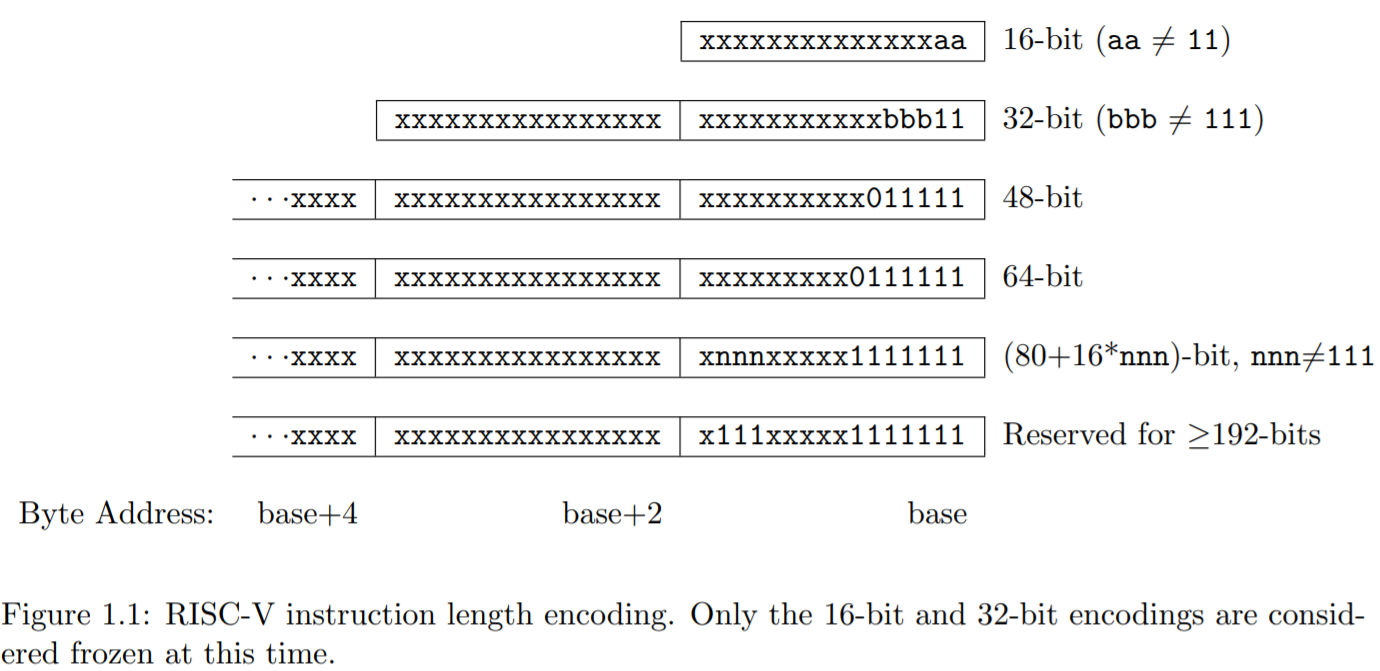 xxxxxxxxxxxxxxaa 16-bit (aa ≠ 11)
xxxxxxxxxxxxxxxx xxxxxxxxxxxbbb11 32-bit (bbb ≠ 111)
···xxxx xxxxxxxxxxxxxxxx xxxxxxxxxx011111 48-bit
···xxxx xxxxxxxxxxxxxxxx xxxxxxxxx0111111 64-bit
···xxxx xxxxxxxxxxxxxxxx xnnnxxxxx1111111 (80+16*nnn)-bit, nnn≠111
···xxxx xxxxxxxxxxxxxxxx x111xxxxx1111111 Reserved for ≥192-bits
Byte Address: base+4 base+2 base
Figure 1.1: RISC-V instruction length encoding. Only the 16-bit and 32-bit encodings are consid-
ered frozen at this time.